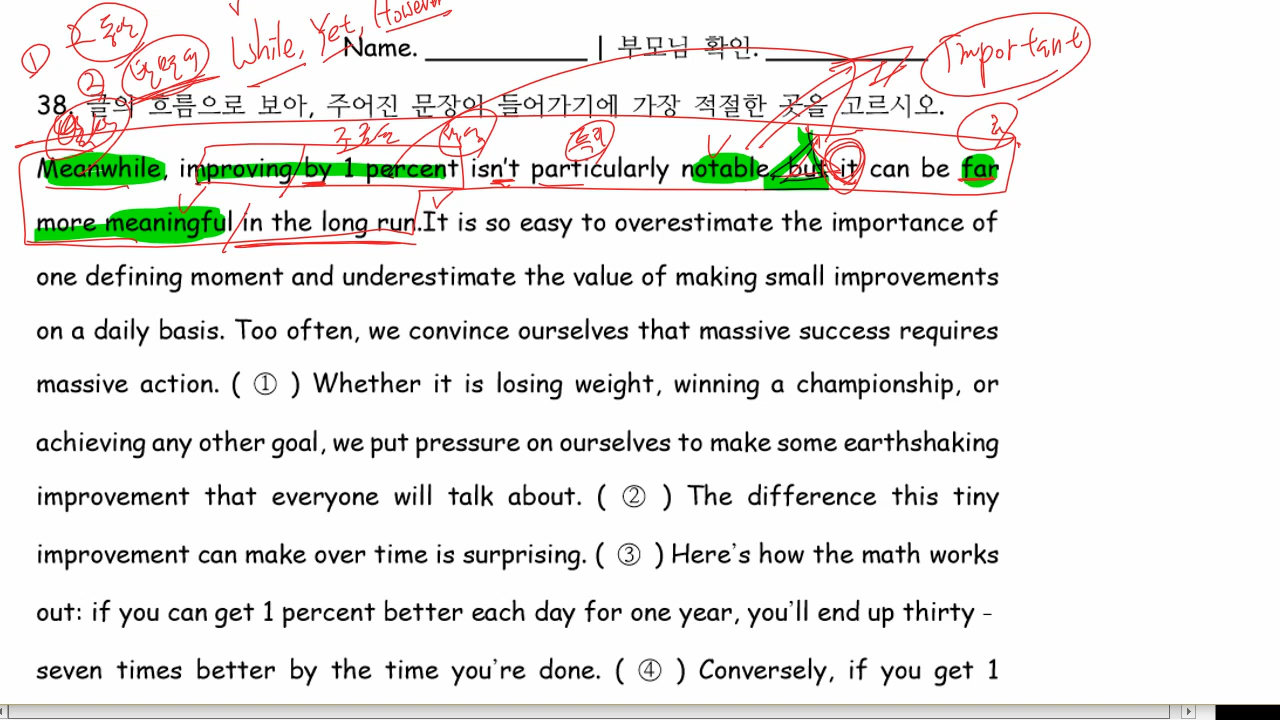 However
① 동안
While, Yet,
Important
②
Name. ____________ | 부모님 확인. ____________
38. 글의 흐름으로 보아, 주어진 문장이 들어가기에 가장 적절한 곳을 고르시오.
Meanwhile, improving by 1 percent isn't particularly notable, but it can be far
more meaningful in the long run.It is so easy to overestimate the importance of
one defining moment and underestimate the value of making small improvements
on a daily basis. Too often, we convince ourselves that massive success requires
massive action. ( ① ) Whether it is losing weight, winning a championship, or
achieving any other goal, we put pressure on ourselves to make some earthshaking
improvement that everyone will talk about. ( ② ) The difference this tiny
improvement can make over time is surprising. ( ③ ) Here's how the math works
out: if you can get 1 percent better each day for one year, you'll end up thirty -
seven times better by the time you're done. ( ④ ) Conversely, if you get 1